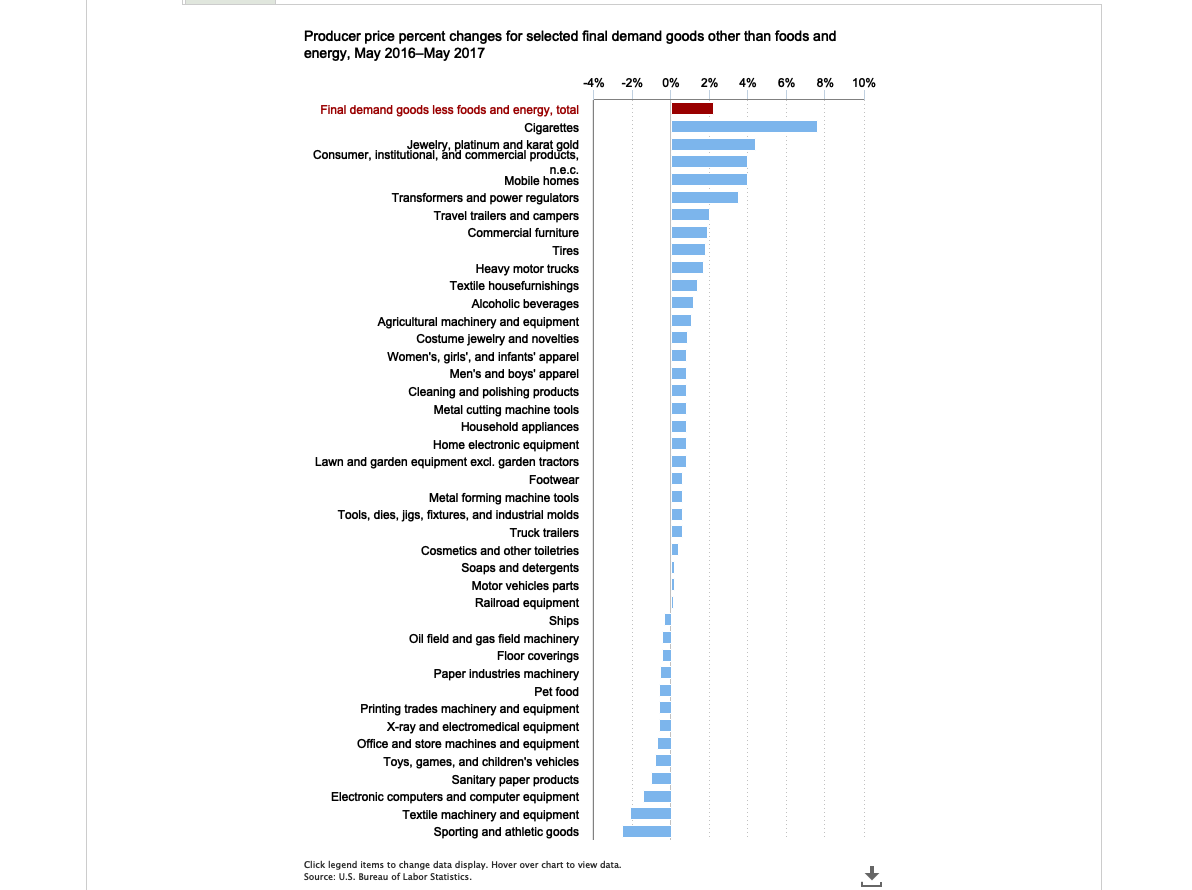 Producer price percent changes for selected final demand goods other than foods and
energy, May 2016–May 2017
-4% -2% 0% 2% 4% 6% 8% 10%
Final demand goods less foods and energy, total
Cigarettes
Jewelry, platinum and karat gold
Consumer, institutional, and commercial products,
n.e.c.
Mobile homes
Transformers and power regulators
Travel trailers and campers
Commercial furniture
Tires
Heavy motor trucks
Textile housefurnishings
Alcoholic beverages
Agricultural machinery and equipment
Costume jewelry and novelties
Women's, girls', and infants' apparel
Men's and boys' apparel
Cleaning and polishing products
Metal cutting machine tools
Household appliances
Home electronic equipment
Lawn and garden equipment excl. garden tractors
Footwear
Metal forming machine tools
Tools, dies, jigs, fixtures, and industrial molds
Truck trailers
Cosmetics and other toiletries
Soaps and detergents
Motor vehicles parts
Railroad equipment
Ships
Oil field and gas field machinery
Floor coverings
Paper industries machinery
Pet food
Printing trades machinery and equipment
X-ray and electromedical equipment
Office and store machines and equipment
Toys, games, and children's vehicles
Sanitary paper products
Electronic computers and computer equipment
Textile machinery and equipment
Sporting and athletic goods
Click legend items to change data display. Hover over chart to view data.
Source: U.S. Bureau of Labor Statistics.